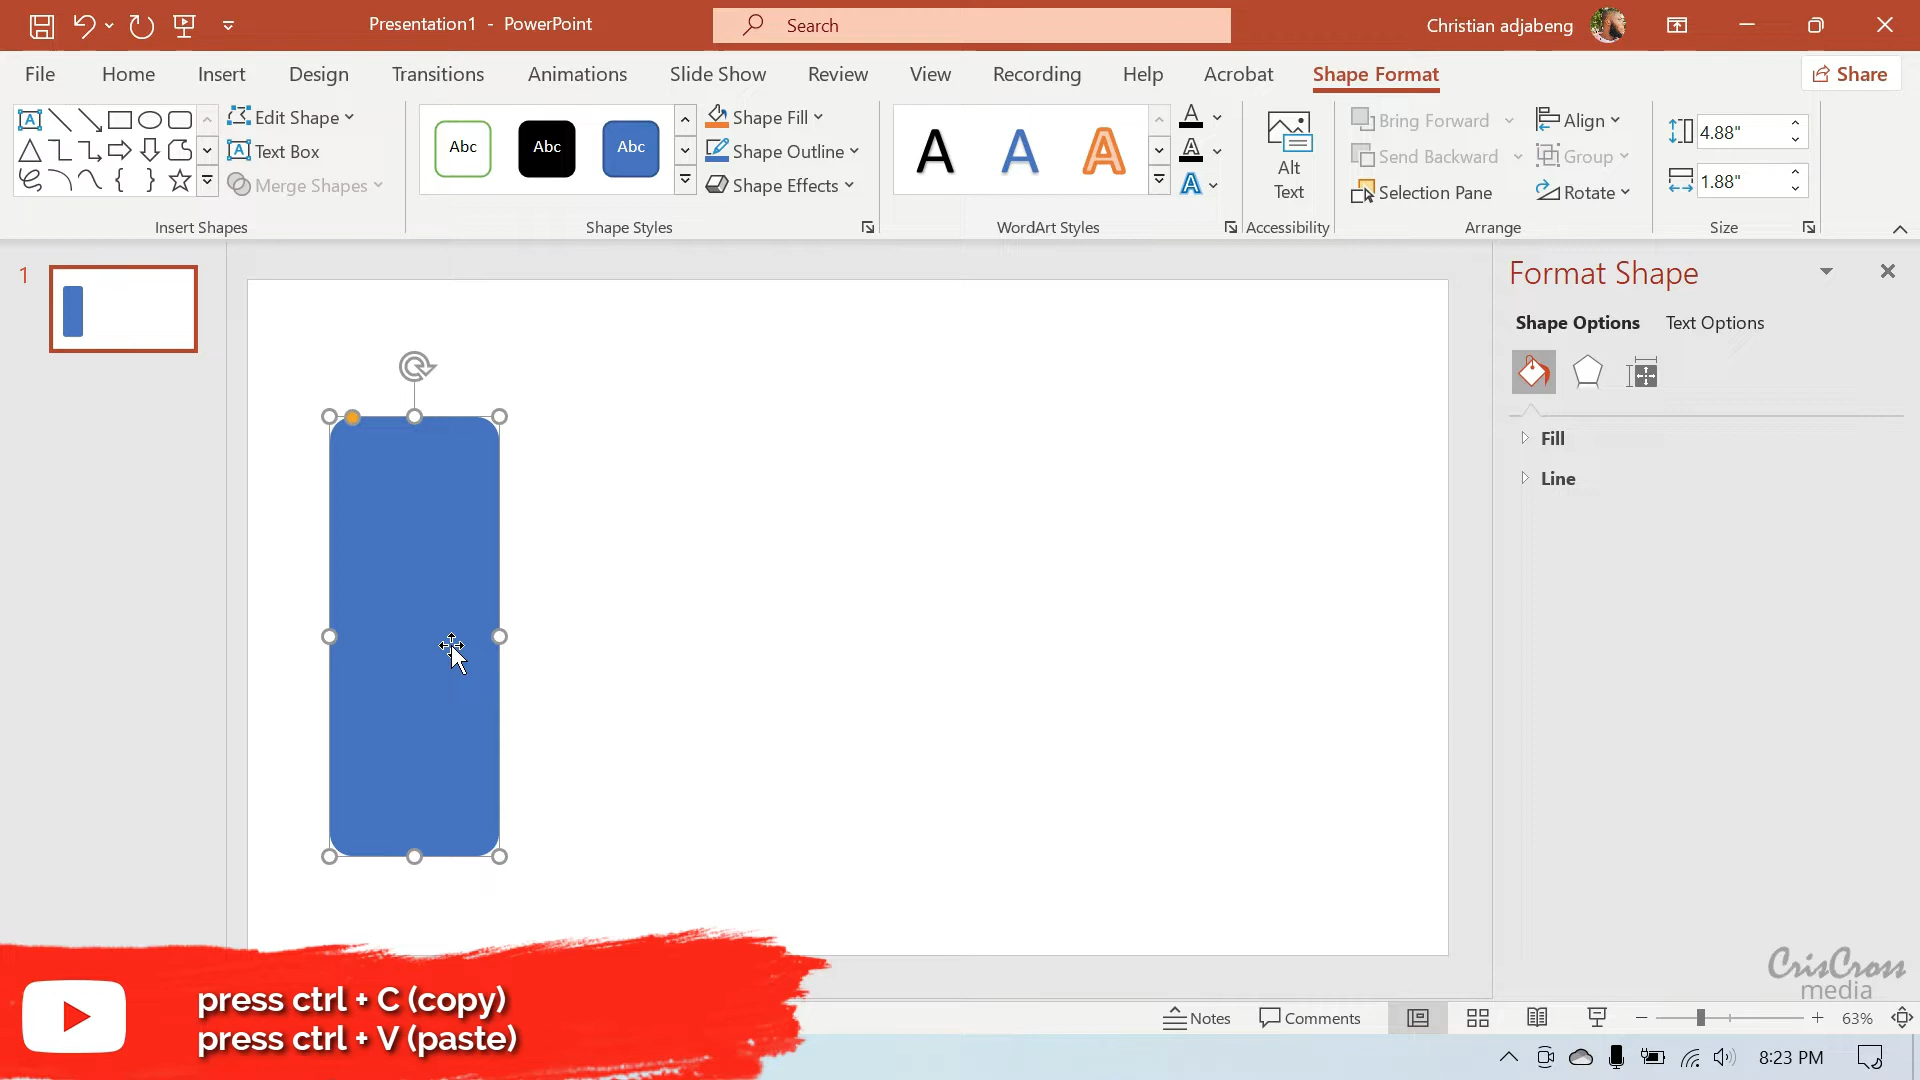 Presentation1 - PowerPoint
Search
Christian adjabeng
File Home Insert Design Transitions Animations Slide Show Review View Recording Help Acrobat Shape Format
Share
Edit Shape
Text Box
Merge Shapes
Insert Shapes
Abc Abc Abc
Shape Fill
Shape Outline
Shape Effects
Shape Styles
A A A
WordArt Styles
Alt
Text
Accessibility
Bring Forward
Send Backward
Selection Pane
Align
Group
Rotate
Arrange
4.88"
1.88"
Size
1
Format Shape
Shape Options Text Options
Fill
Line
CrisCross
media
press ctrl + C (copy)
press ctrl + V (paste)
Notes Comments 63%
8:23 PM